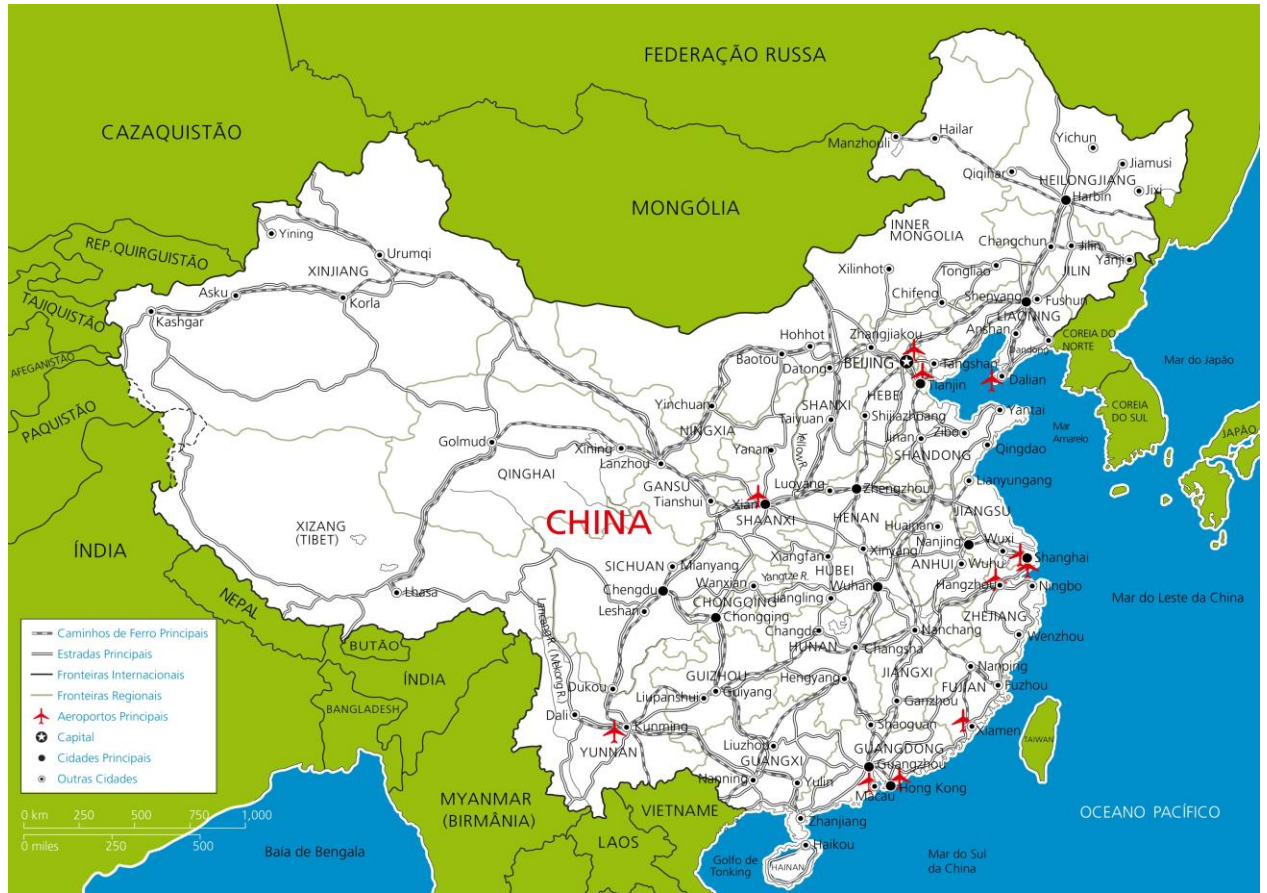 FEDERAÇÃO RUSSA
CAZAQUISTÃO
MONGÓLIA
REP.QUIRGUISTÃO
TAJIQUISTÃO
AFEGANISTÃO
PAQUISTÃO
ÍNDIA
NEPAL
BUTÃO
ÍNDIA
BANGLADESH
MYANMAR
(BIRMÂNIA)
LAOS
VIETNAME
COREIA DO
NORTE
COREIA
DO SUL
JAPÃO
TAIWAN
Mar do Japão
Mar
Amarelo
Mar do Leste da China
OCEANO PACÍFICO
Mar do Sul
da China
Golfo de
Tonking
Baía de Bengala
CHINA
Manzhouli
Hailar
Yichun
Qiqihar
Jiamusi
HEILONGJIANG
Jixi
Harbin
INNER
MONGOLIA
Changchun
Jilin
JILIN
Yanji
Xilinhot
Tongliao
Chifeng
Shenyang
Fushun
LIAONING
Anshan
Dandong
Dalian
Yining
Urumqi
XINJIANG
Asku
Korla
Kashgar
Hohhot
Zhangjiakou
Baotou
Datong
BEIJING
Tangshan
Tianjin
HEBEI
Yinchuan
SHANXI
Taiyuan
Shijiazhuang
NINGXIA
Yantai
Jinan
Zibo
SHANDONG
Qingdao
Golmud
Xining
Lanzhou
QINGHAI
Yanan
Yellow R.
GANSU
Tianshui
Luoyang
Zhengzhou
Lianyungang
Xian
SHAANXI
HENAN
JIANGSU
Huainan
XIZANG
(TIBET)
Nanjing
Wuxi
Shanghai
Xiangfan
Xinyang
ANHUI
Wuhu
SICHUAN
Mianyang
HUBEI
Lhasa
Chengdu
Wanxian
Yangtze R.
Wuhan
Hangzhou
Ningbo
Leshan
CHONGQING
Jiangling
Chongqing
ZHEJIANG
Lancang R. (Mekong R.)
Changde
Nanchang
Wenzhou
HUNAN
Changsha
JIANGXI
Nanping
Dukou
GUIZHOU
Hengyang
FUJIAN
Fuzhou
Liupanshui
Guiyang
Ganzhou
Dali
Kunming
Shaoguan
Xiamen
YUNNAN
Liuzhou
GUANGDONG
GUANGXI
Guangzhou
Nanning
Yulin
Macau
Hong Kong
Zhanjiang
Haikou
HAINAN
Caminhos de Ferro Principais
Estradas Principais
Fronteiras Internacionais
Fronteiras Regionais
Aeroportos Principais
Capital
Cidades Principais
Outras Cidades
0 km 250 500 750 1,000
0 miles 250 500